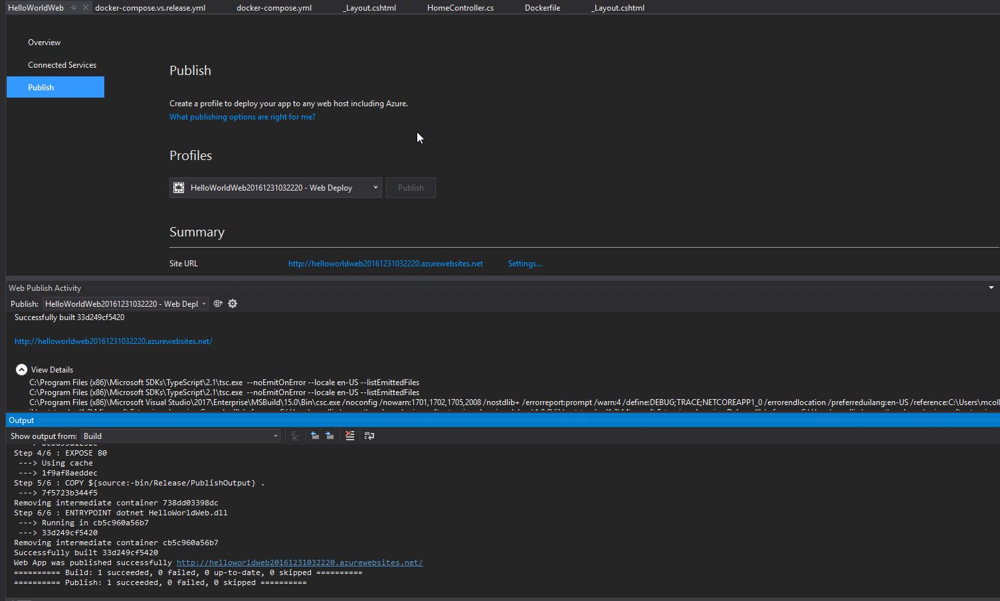 HelloWorldWeb docker-compose.vs.release.yml docker-compose.yml _Layout.cshtml HomeController.cs Dockerfile _Layout.cshtml
Overview
Connected Services
Publish
Publish
Create a profile to deploy your app to any web host including Azure.
What publishing options are right for me?
Profiles
HelloWorldWeb20161231032220 - Web Deploy Publish
Summary
Site URL http://helloworldweb20161231032220.azurewebsites.net Settings...
Web Publish Activity
Publish: HelloWorldWeb20161231032220 - Web Depl
Successfully built 33d249cf5420
http://helloworldweb20161231032220.azurewebsites.net/
View Details
C:\Program Files (x86)\Microsoft SDKs\TypeScript\2.1\tsc.exe --noEmitOnError --locale en-US --listEmittedFiles
C:\Program Files (x86)\Microsoft SDKs\TypeScript\2.1\tsc.exe --noEmitOnError --locale en-US --listEmittedFiles
C:\Program Files (x86)\Microsoft Visual Studio\2017\Enterprise\MSBuild\15.0\Bin\csc.exe /noconfig /nowarn:1701,1702,1705,2008 /nostdlib+ /errorreport:prompt /warn:4 /define:DEBUG;TRACE;NETCOREAPP1_0 /errorendlocation /preferreduilang:en-US /reference:C:\Users\mcoll
Output
Show output from: Build
Step 4/6 : EXPOSE 80
---> Using cache
---> 1f9af8aeddec
Step 5/6 : COPY ${source:-bin/Release/PublishOutput} .
---> 7f5723b344f5
Removing intermediate container 738dd03398dc
Step 6/6 : ENTRYPOINT dotnet HelloWorldWeb.dll
---> Running in cb5c960a56b7
---> 33d249cf5420
Removing intermediate container cb5c960a56b7
Successfully built 33d249cf5420
Web App was published successfully http://helloworldweb20161231032220.azurewebsites.net/
========== Build: 1 succeeded, 0 failed, 0 up-to-date, 0 skipped ==========
========== Publish: 1 succeeded, 0 failed, 0 skipped ==========